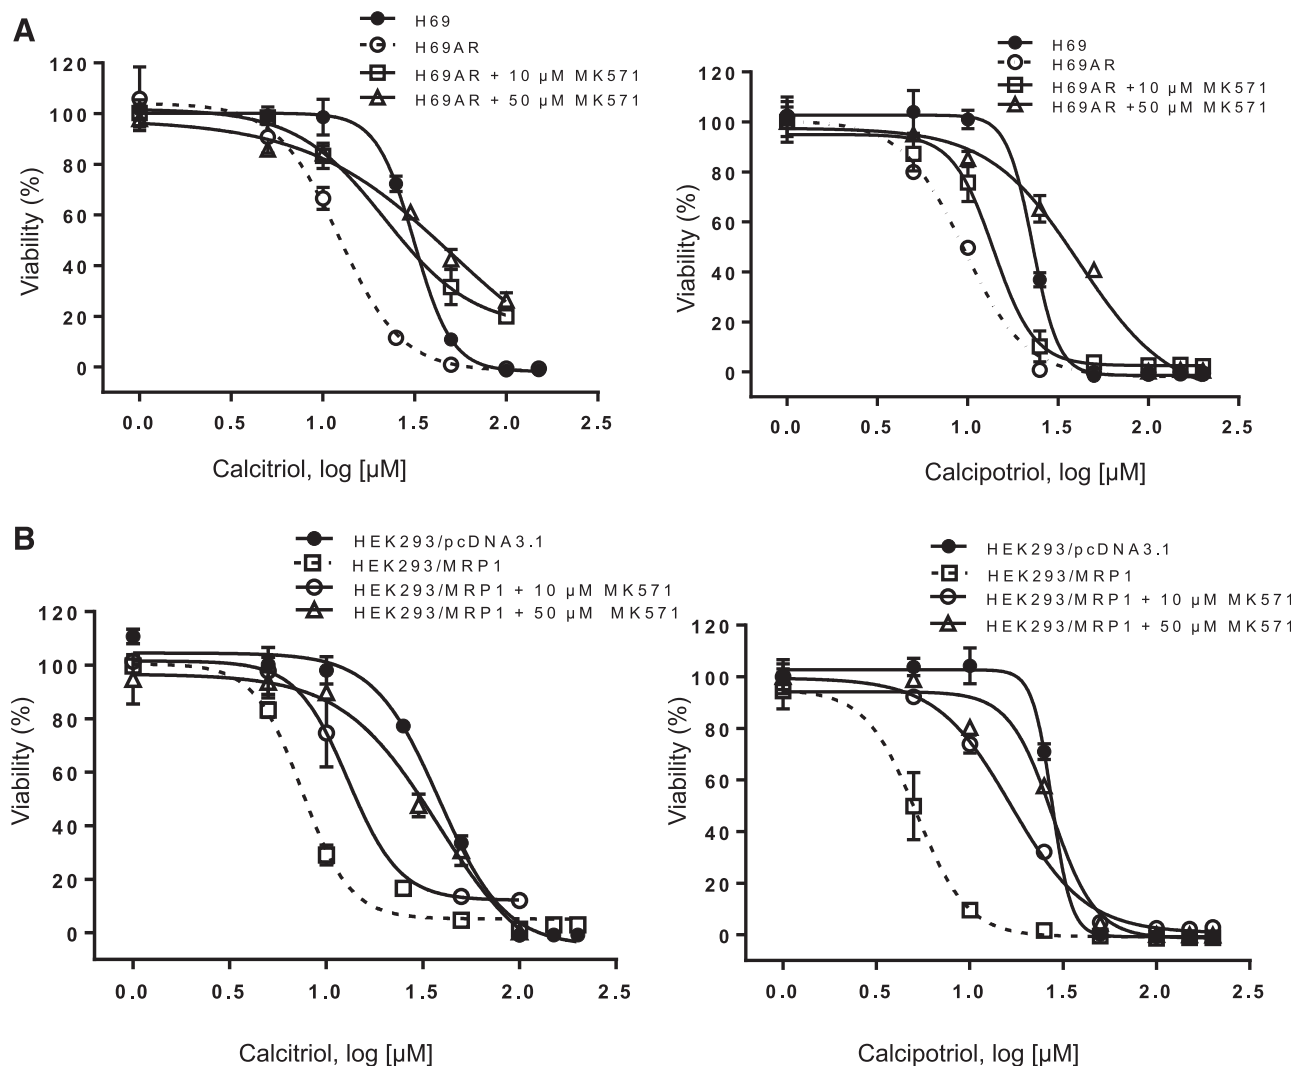 A
H69
H69AR
H69AR + 10 µM MK571
H69AR + 50 µM MK571
120
100
80
60
40
20
0
Viability (%)
0.0 0.5 1.0 1.5 2.0 2.5
Calcitriol, log [µM]
H69
H69AR
H69AR +10 µM MK571
H69AR +50 µM MK571
120
100
80
60
40
20
0
Viability (%)
0.0 0.5 1.0 1.5 2.0 2.5
Calcipotriol, log [µM]
B
HEK293/pcDNA3.1
HEK293/MRP1
HEK293/MRP1 + 10 µM MK571
HEK293/MRP1 + 50 µM MK571
120
100
80
60
40
20
0
Viability (%)
0.0 0.5 1.0 1.5 2.0 2.5
Calcitriol, log [µM]
HEK293/pcDNA3.1
HEK293/MRP1
HEK293/MRP1 + 10 µM MK571
HEK293/MRP1 + 50 µM MK571
120
100
80
60
40
20
0
Viability (%)
0.0 0.5 1.0 1.5 2.0 2.5
Calcipotriol, log [µM]